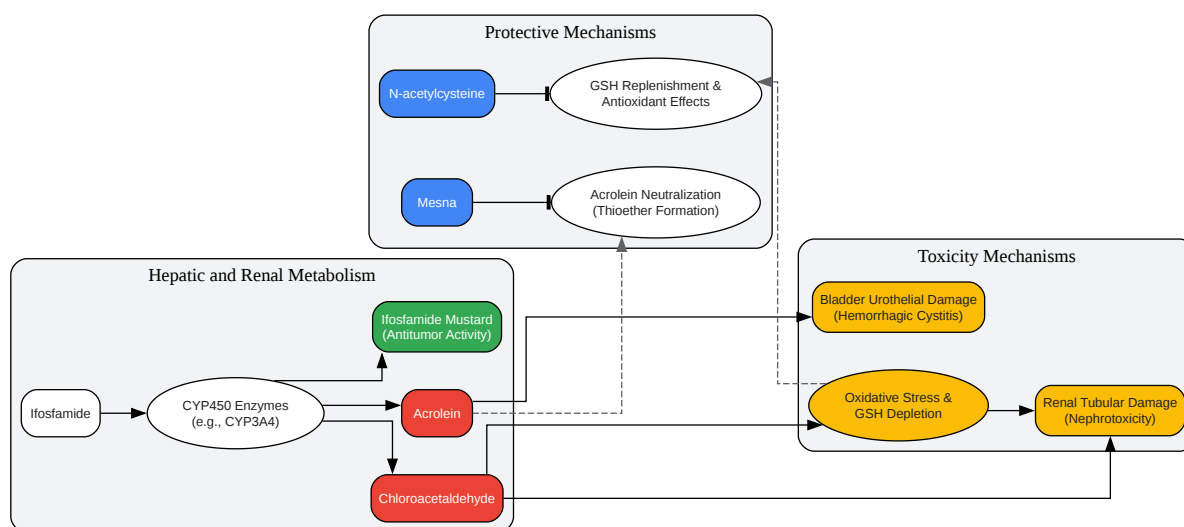 Protective Mechanisms
N-acetylcysteine
GSH Replenishment &
Antioxidant Effects
Mesna
Acrolein Neutralization
(Thioether Formation)
Hepatic and Renal Metabolism
Ifosfamide Mustard
(Antitumor Activity)
Ifosfamide
CYP450 Enzymes
(e.g., CYP3A4)
Acrolein
Chloroacetaldehyde
Toxicity Mechanisms
Bladder Urothelial Damage
(Hemorrhagic Cystitis)
Oxidative Stress &
GSH Depletion
Renal Tubular Damage
(Nephrotoxicity)